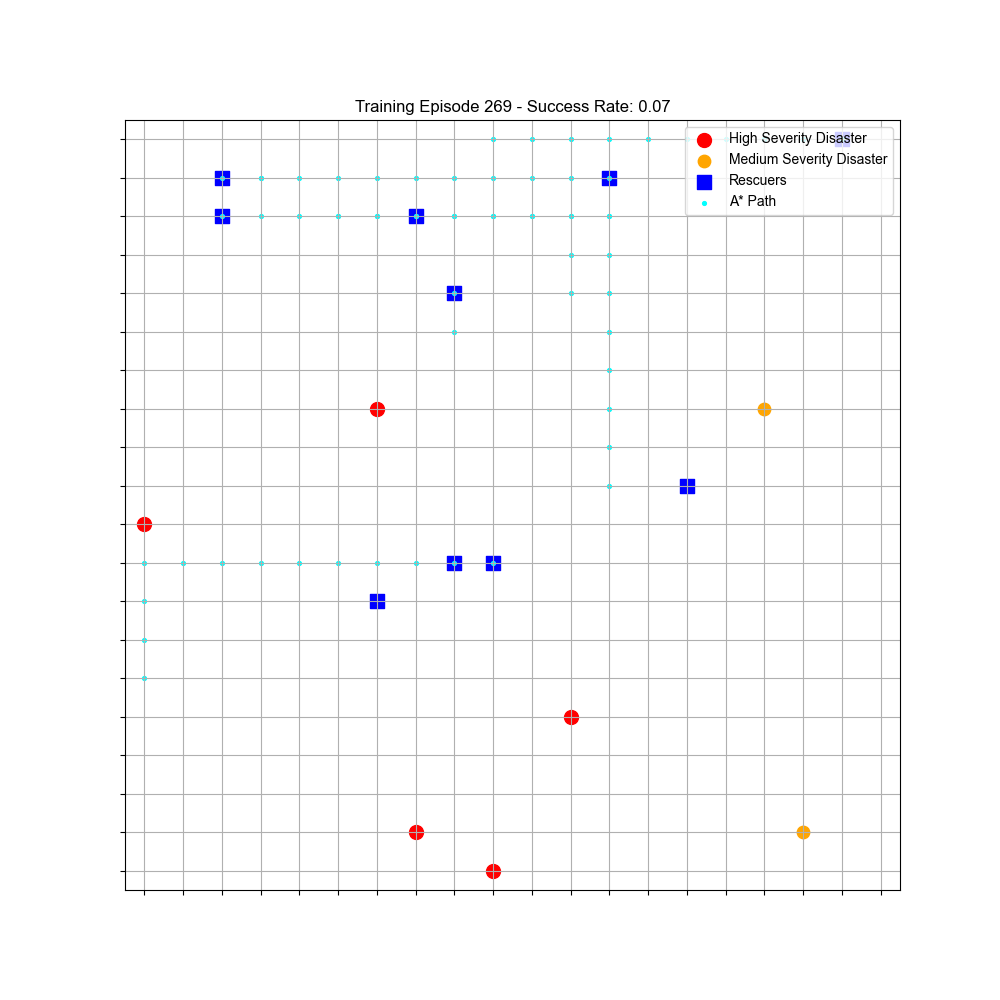 Training Episode 269 - Success Rate: 0.07
High Severity Disaster
Medium Severity Disaster
Rescuers
A* Path